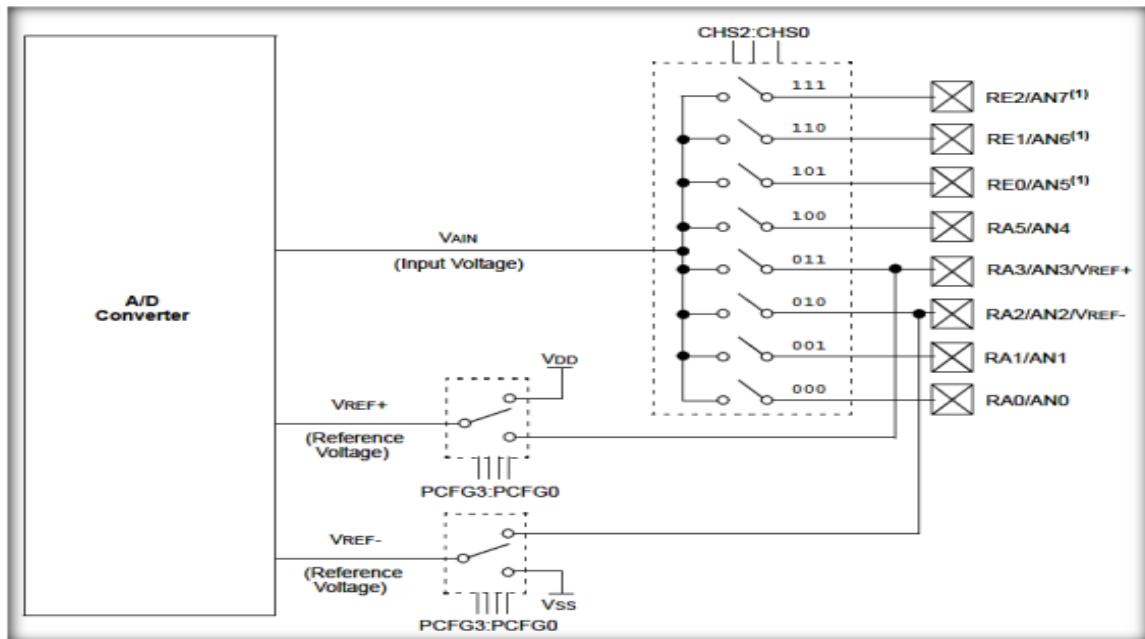 CHS2:CHS0
111
RE2/AN7(1)
110
RE1/AN6(1)
101
RE0/AN5(1)
100
RA5/AN4
VAIN
(Input Voltage)
011
RA3/AN3/VREF+
A/D
Converter
010
RA2/AN2/VREF-
001
RA1/AN1
VDD
000
RA0/AN0
VREF+
(Reference
Voltage)
PCFG3:PCFG0
VREF-
(Reference
Voltage)
VSS
PCFG3:PCFG0